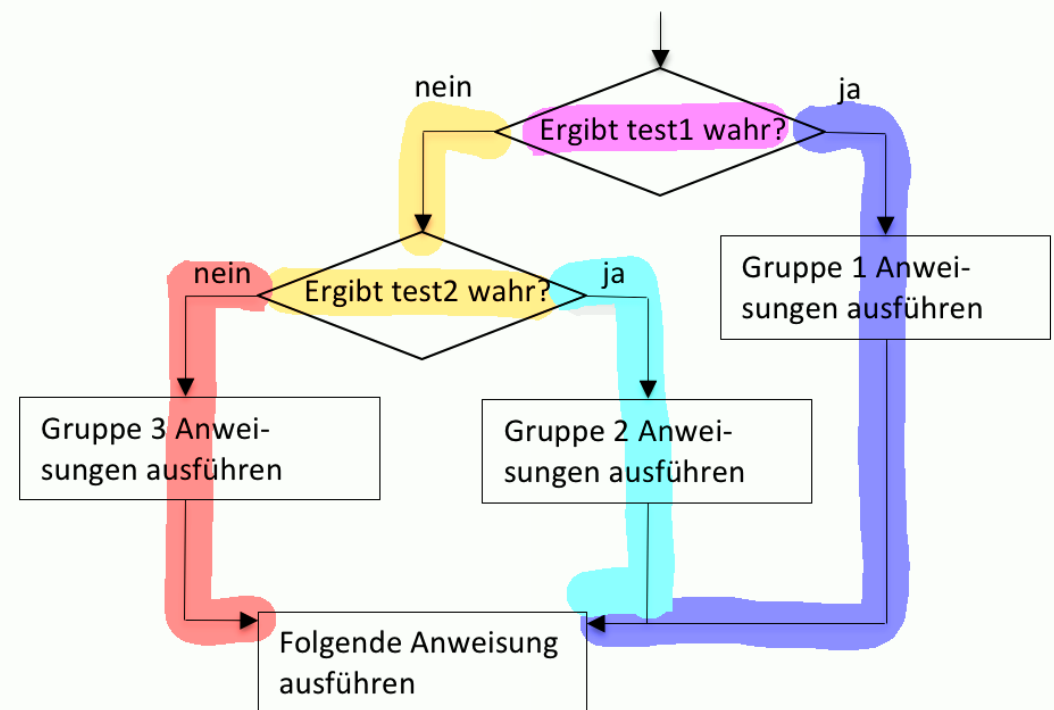 nein
ja
Ergibt test1 wahr?
Gruppe 1 Anwei-
sungen ausführen
nein
ja
Ergibt test2 wahr?
Gruppe 3 Anwei-
sungen ausführen
Gruppe 2 Anwei-
sungen ausführen
Folgende Anweisung
ausführen